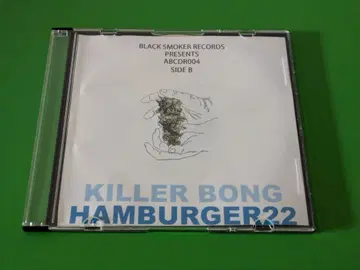 BLACK SMOKER RECORDS
PRESENTS
ABCDR004
SIDE B
KILLER BONG
HAMBURGER22